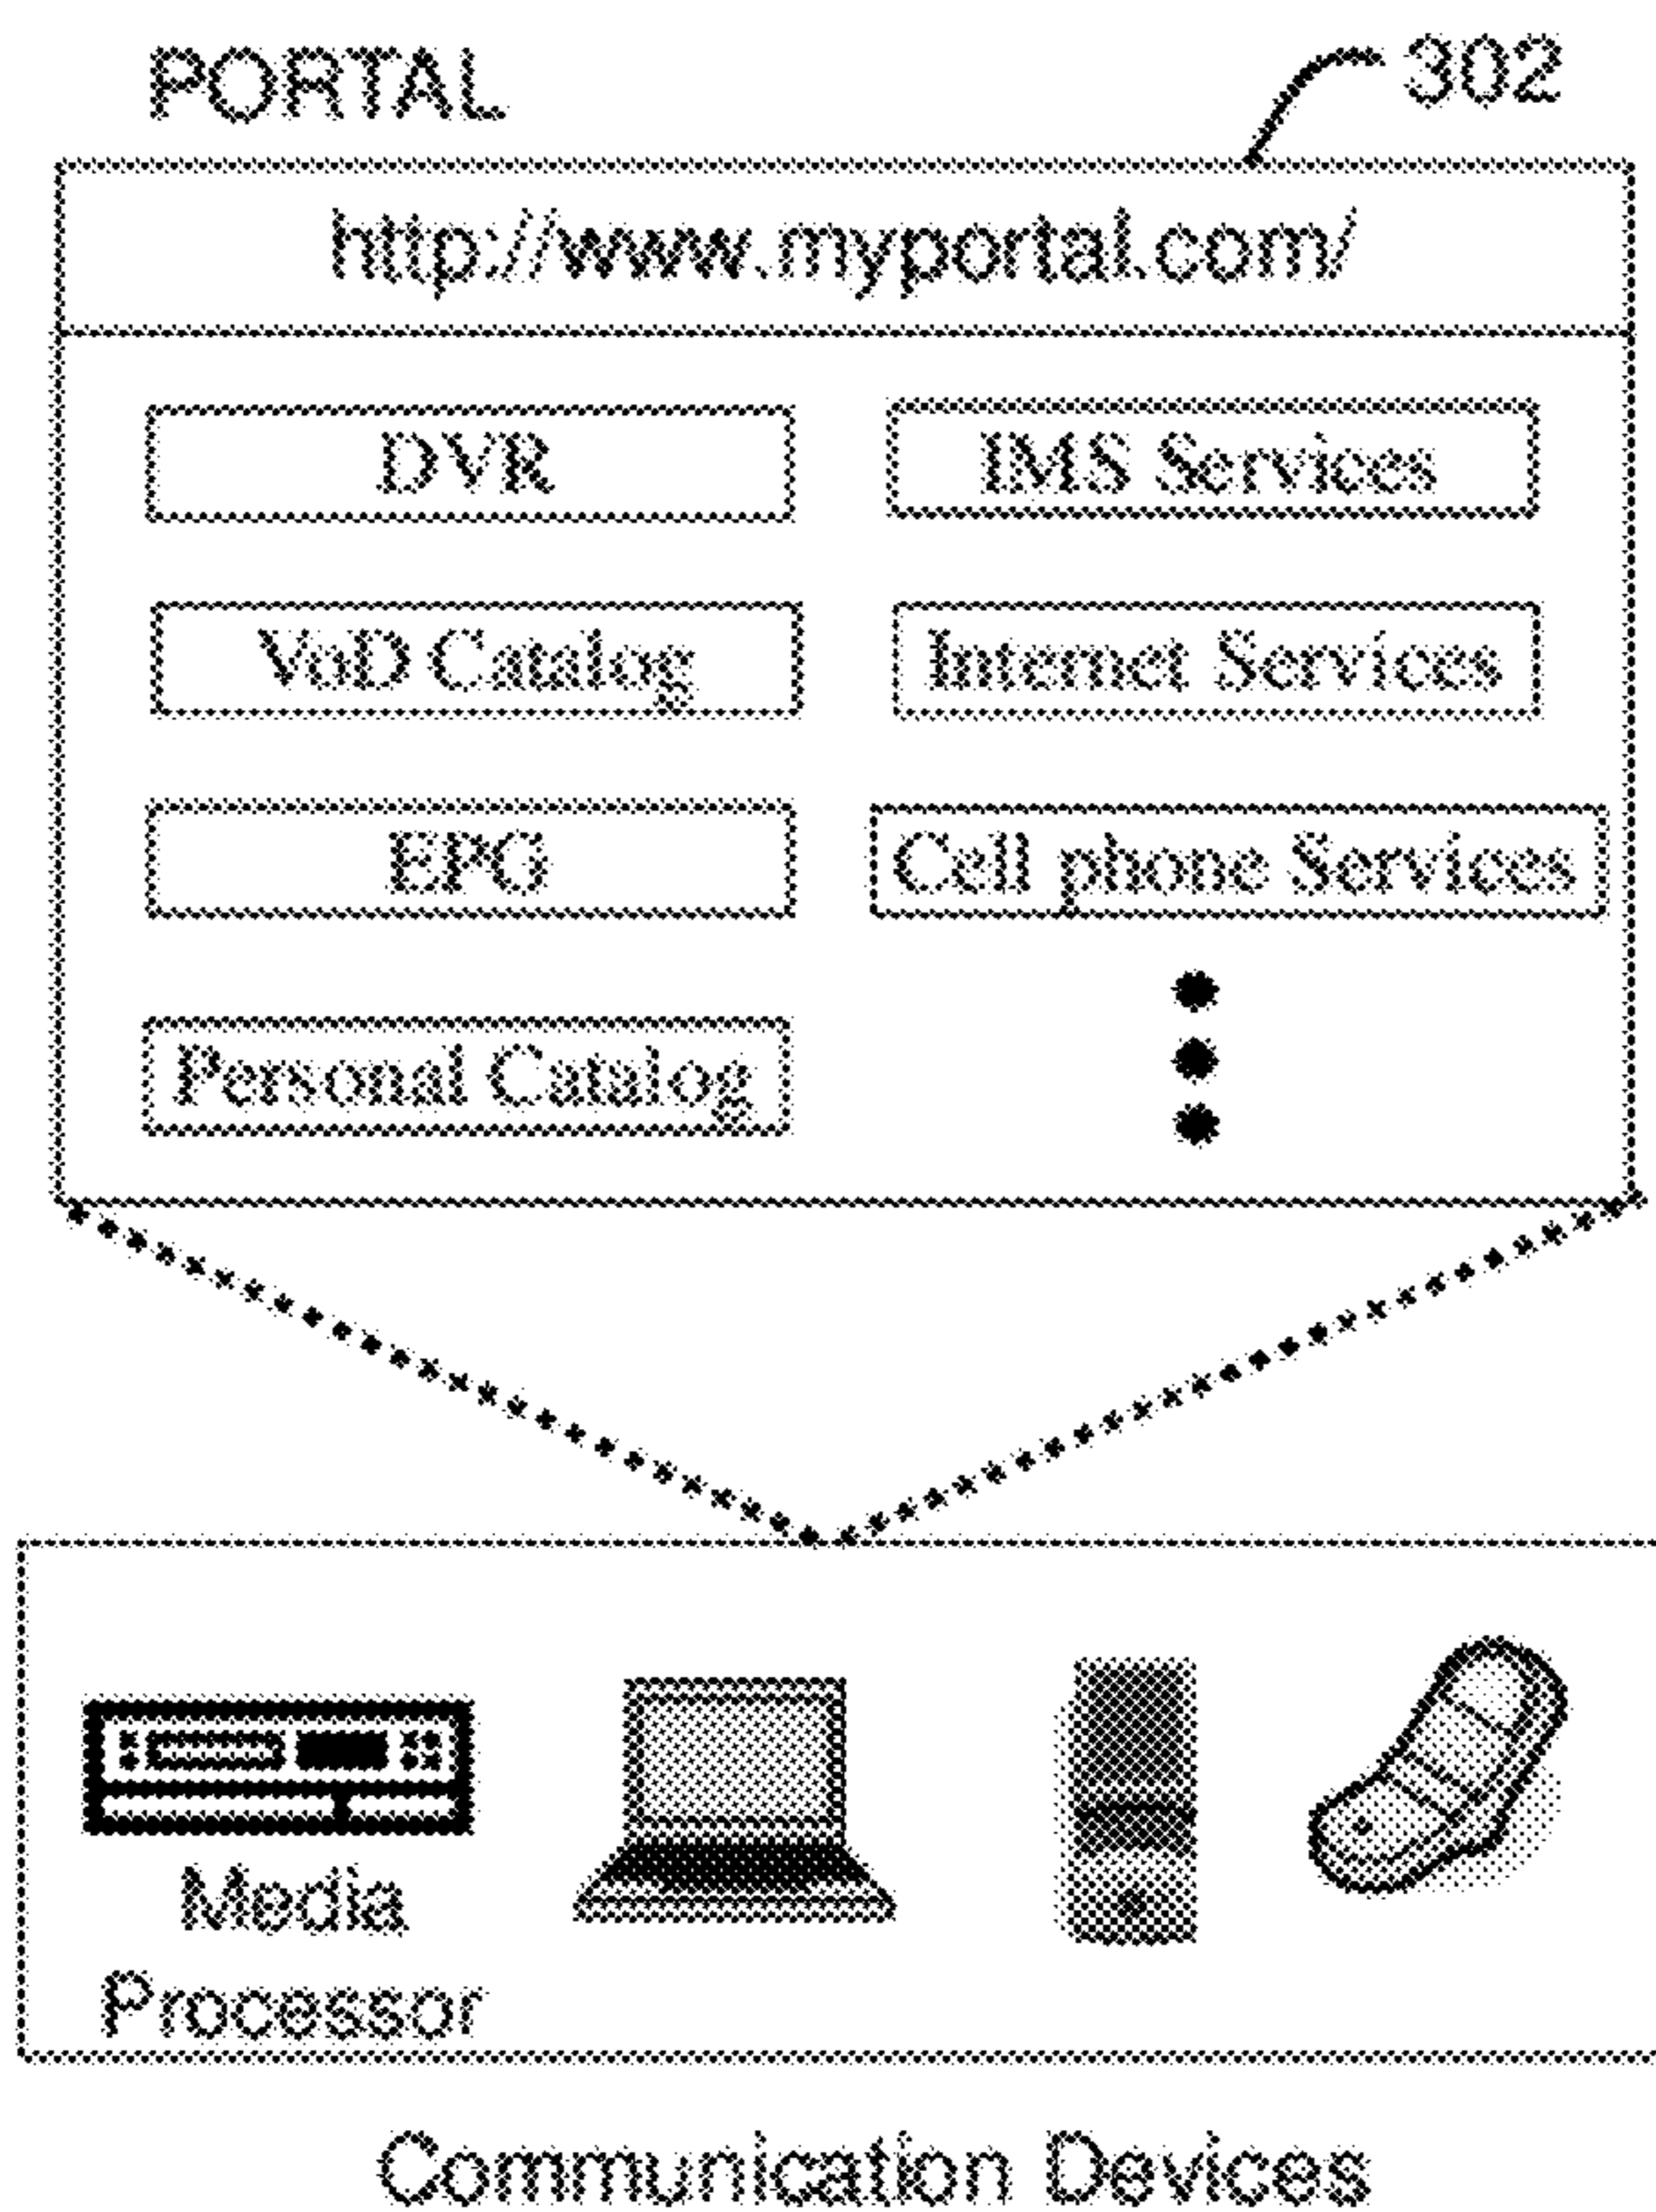 PORTAL
302
http://www.myportal.com/
DVR
IMS Services
VoD Catalog
Internet Services
EPG
Cell phone Services
Personal Catalog
Media
Processor
Communication Devices